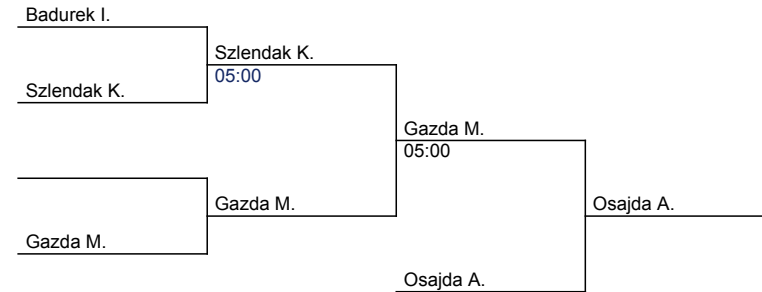 Badurek I.
Szlendak K.
05:00
Szlendak K.
Gazda M.
05:00
Gazda M.
Osajda A.
Gazda M.
Osajda A.